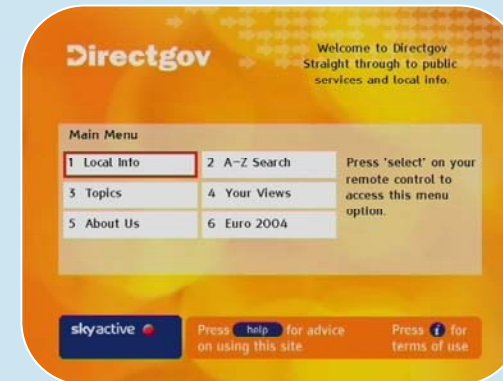 Directgov
Welcome to Directgov
Straight through to public
services and local info.
Main Menu
1 Local Info
2 A-Z Search
3 Topics
4 Your Views
5 About Us
6 Euro 2004
Press 'select' on your
remote control to
access this menu
option.
skyactive
Press help for advice
on using this site
Press i for
terms of use